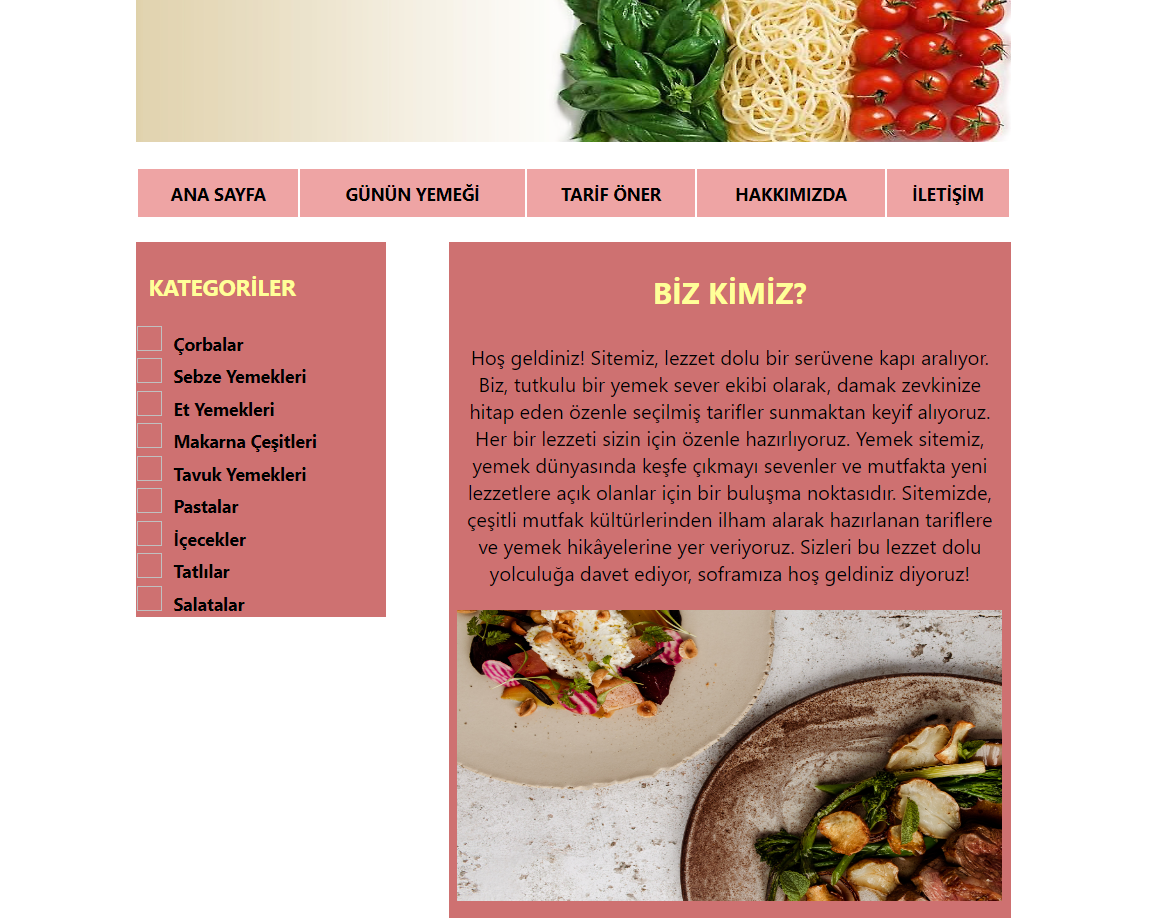 ANA SAYFA GÜNÜN YEMEĞİ TARİF ÖNER HAKKIMIZDA İLETİŞİM
KATEGORİLER
Çorbalar
Sebze Yemekleri
Et Yemekleri
Makarna Çeşitleri
Tavuk Yemekleri
Pastalar
İçecekler
Tatlılar
Salatalar
BİZ KİMİZ?
Hoş geldiniz! Sitemiz, lezzet dolu bir serüvene kapı aralıyor.
Biz, tutkulu bir yemek sever ekibi olarak, damak zevkinize
hitap eden özenle seçilmiş tarifler sunmaktan keyif alıyoruz.
Her bir lezzeti sizin için özenle hazırlıyoruz. Yemek sitemiz,
yemek dünyasında keşfe çıkmayı sevenler ve mutfakta yeni
lezzetlere açık olanlar için bir buluşma noktasıdır. Sitemizde,
çeşitli mutfak kültürlerinden ilham alarak hazırlanan tariflere
ve yemek hikâyelerine yer veriyoruz. Sizleri bu lezzet dolu
yolculuğa davet ediyor, soframıza hoş geldiniz diyoruz!